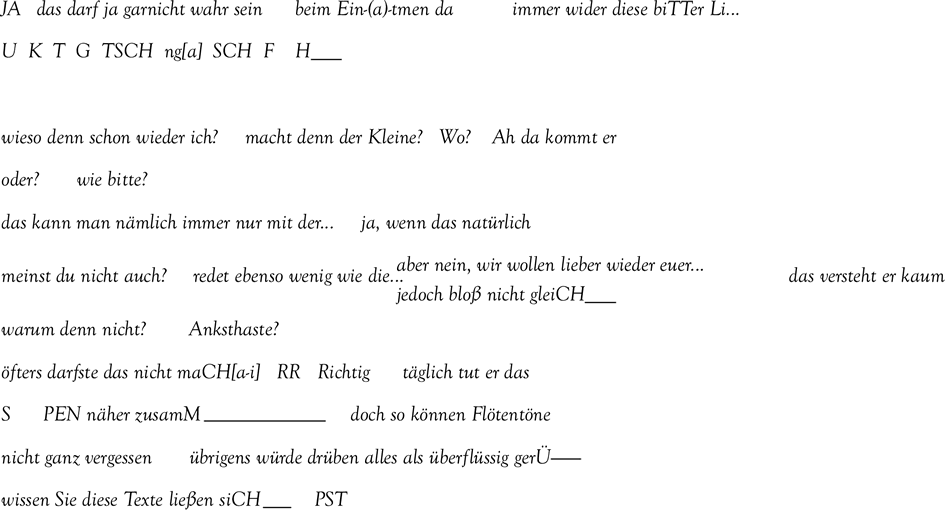 JA das darf ja garnicht wahr sein beim Ein-(a)-tmen da immer wider diese biTTer Li...
U K T G TSCH ng[a] SCH F H___
wieso denn schon wieder ich? macht denn der Kleine? Wo? Ah da kommt er
oder? wie bitte?
das kann man nämlich immer nur mit der... ja, wenn das natürlich
meinst du nicht auch? redet ebenso wenig wie die... aber nein, wir wollen lieber wieder euer... das versteht er kaum
jedoch bloß nicht gleiCH___
warum denn nicht? Anksthaste?
öfters darfste das nicht maCH[a-i] RR Richtig täglich tut er das
S PEN näher zusamM____________ doch so können Flötentöne
nicht ganz vergessen übrigens würde drüben alles als überflüssig gerÜ—
wissen Sie diese Texte ließen siCH___ PST